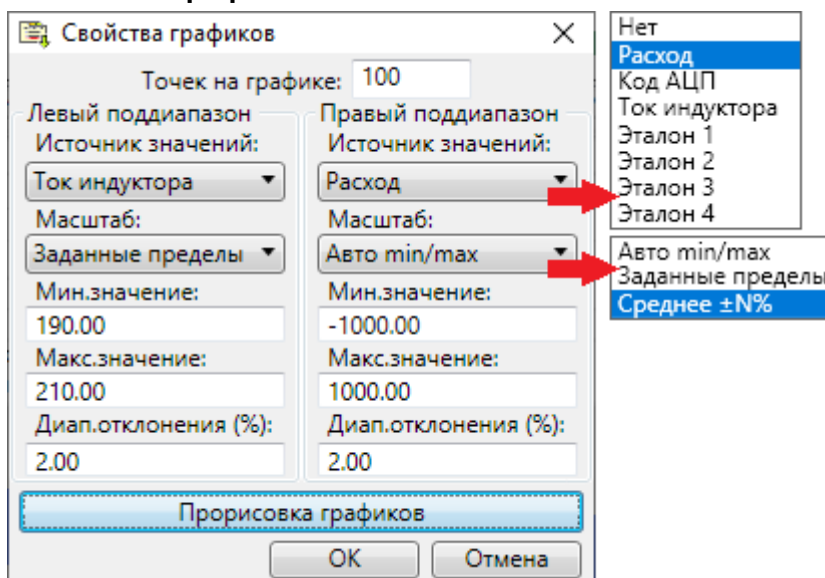 Свойства графиков
Точек на графике: 100
Левый поддиапазон
Источник значений:
Ток индуктора
Масштаб:
Заданные пределы
Мин.значение:
190.00
Макс.значение:
210.00
Диап.отклонения (%):
2.00
Правый поддиапазон
Источник значений:
Расход
Масштаб:
Авто min/max
Мин.значение:
-1000.00
Макс.значение:
1000.00
Диап.отклонения (%):
2.00
Прорисовка графиков
ОК
Отмена
Нет
Расход
Код АЦП
Ток индуктора
Эталон 1
Эталон 2
Эталон 3
Эталон 4
Авто min/max
Заданные пределы
Среднее ±N%